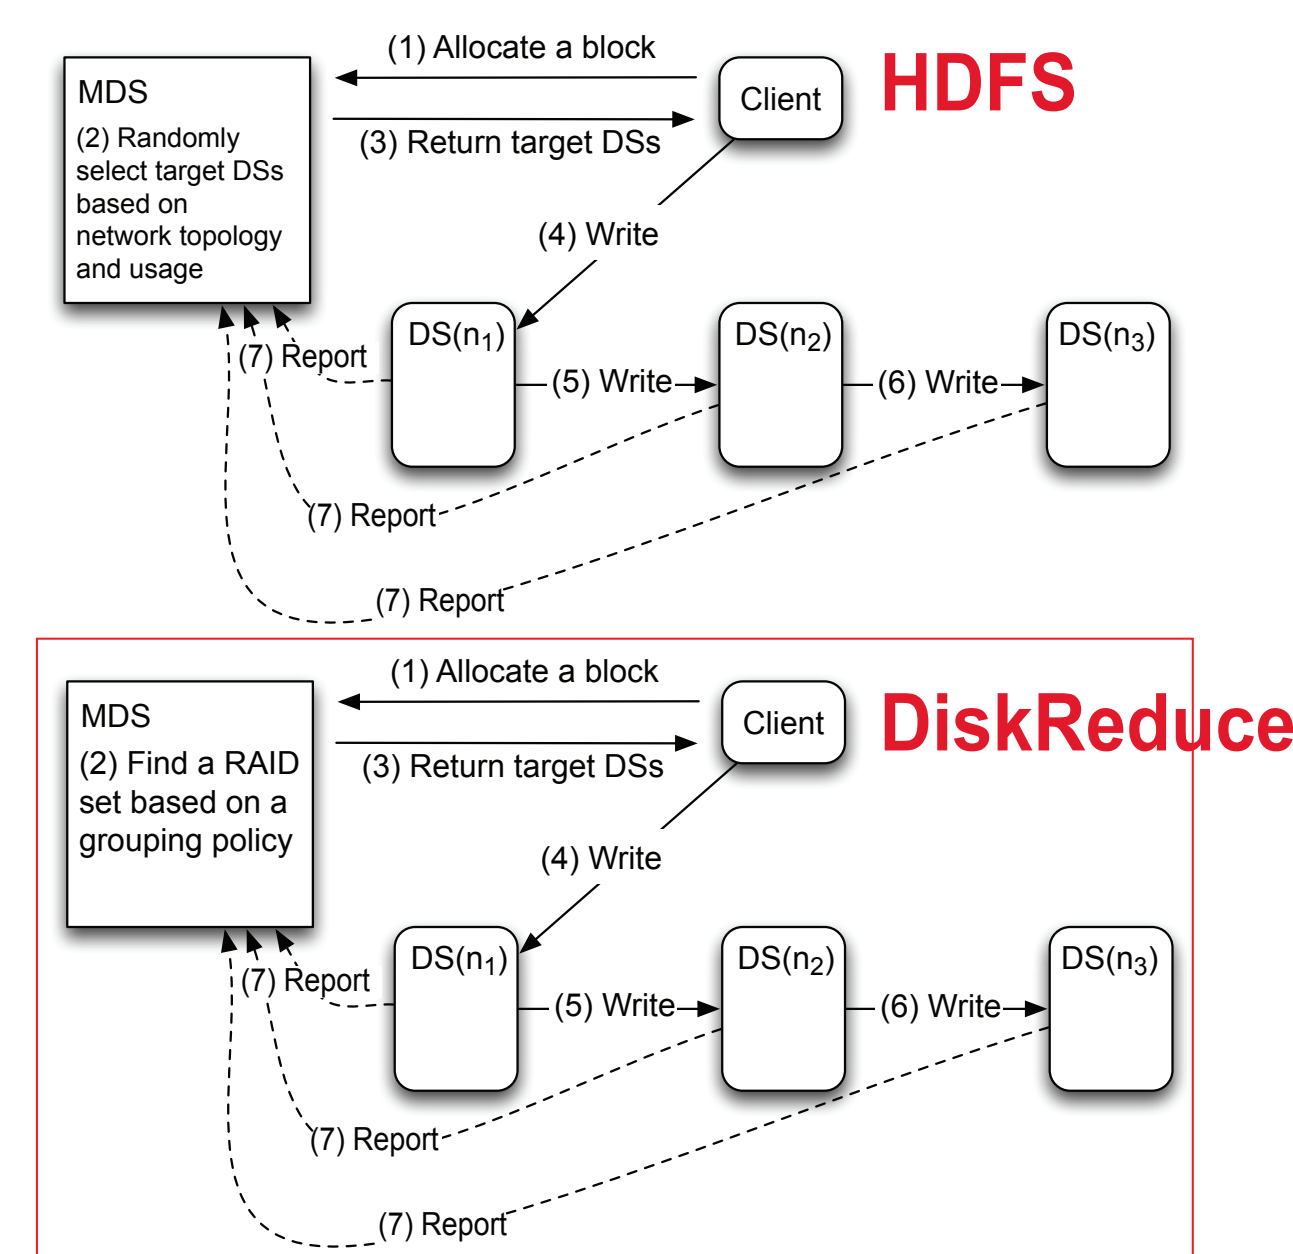 (1) Allocate a block
HDFS
MDS
Client
(2) Randomly
select target DSs
based on
network topology
and usage
(3) Return target DSs
(4) Write
DS(n1)
DS(n2)
DS(n3)
(7) Report
(5) Write
(6) Write
(7) Report
(7) Report
(1) Allocate a block
DiskReduce
MDS
Client
(2) Find a RAID
set based on a
grouping policy
(3) Return target DSs
(4) Write
DS(n1)
DS(n2)
DS(n3)
(7) Report
(5) Write
(6) Write
(7) Report
(7) Report